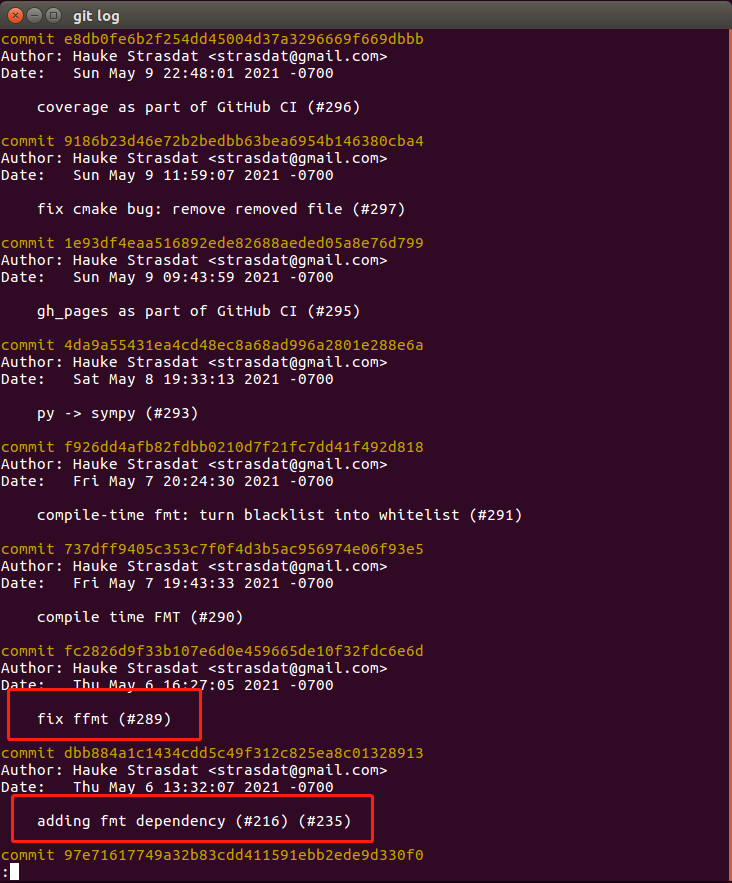 git log
commit e8db0fe6b2f254dd45004d37a3296669f669dbbb
Author: Hauke Strasdat <strasdat@gmail.com>
Date:   Sun May 9 22:48:01 2021 -0700
coverage as part of GitHub CI (#296)
commit 9186b23d46e72b2bedbb63bea6954b146380cba4
Author: Hauke Strasdat <strasdat@gmail.com>
Date:   Sun May 9 11:59:07 2021 -0700
fix cmake bug: remove removed file (#297)
commit 1e93df4eaa516892ede82688aeded05a8e76d799
Author: Hauke Strasdat <strasdat@gmail.com>
Date:   Sun May 9 09:43:59 2021 -0700
gh_pages as part of GitHub CI (#295)
commit 4da9a55431ea4cd48ec8a68ad996a2801e288e6a
Author: Hauke Strasdat <strasdat@gmail.com>
Date:   Sat May 8 19:33:13 2021 -0700
py -> sympy (#293)
commit f926dd4afb82fdbb0210d7f21fc7dd41f492d818
Author: Hauke Strasdat <strasdat@gmail.com>
Date:   Fri May 7 20:24:30 2021 -0700
compile-time fmt: turn blacklist into whitelist (#291)
commit 737dff9405c353c7f0f4d3b5ac956974e06f93e5
Author: Hauke Strasdat <strasdat@gmail.com>
Date:   Fri May 7 19:43:33 2021 -0700
compile time FMT (#290)
commit fc2826d9f33b107e6d0e459665de10f32fdc6e6d
Author: Hauke Strasdat <strasdat@gmail.com>
Date:   Thu May 6 16:27:05 2021 -0700
fix ffmt (#289)
commit dbb884a1c1434cdd5c49f312c825ea8c01328913
Author: Hauke Strasdat <strasdat@gmail.com>
Date:   Thu May 6 13:32:07 2021 -0700
adding fmt dependency (#216) (#235)
commit 97e71617749a32b83cdd411591ebb2ede9d330f0
: